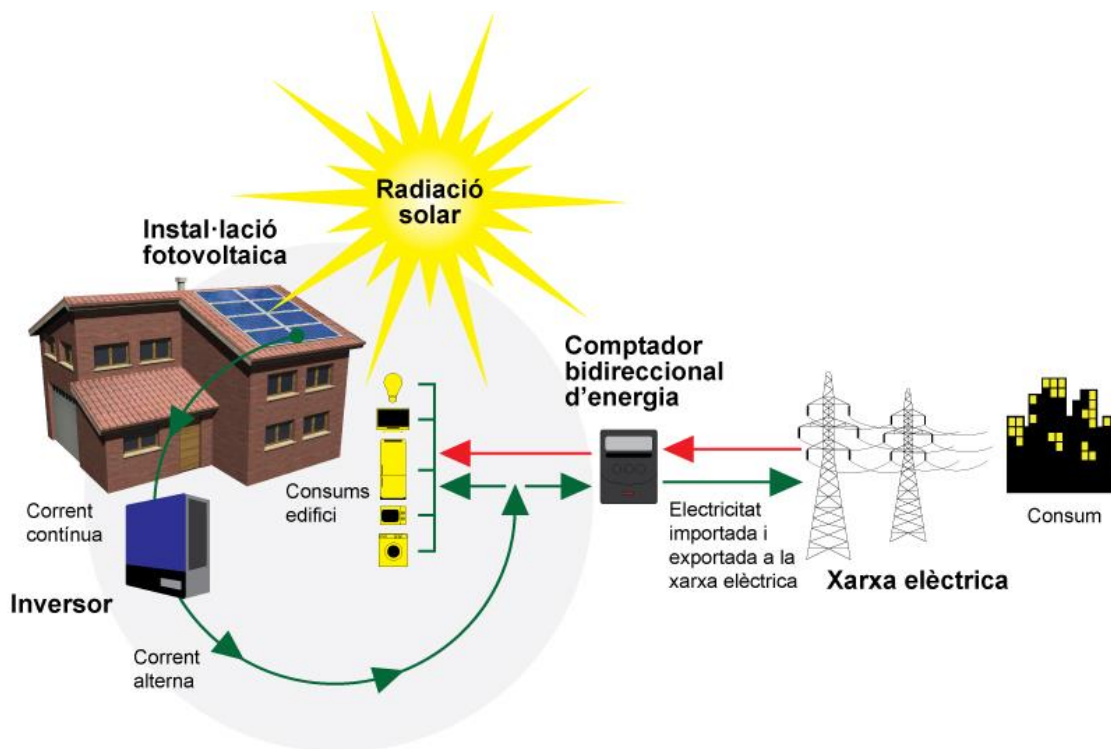 Radiació
solar
Instal·lació
fotovoltaica
Comptador
bidireccional
d'energia
Consums
edifici
Corrent
contínua
Inversor
Corrent
alterna
Electricitat
importada i
exportada a la
xarxa elèctrica
Xarxa elèctrica
Consum